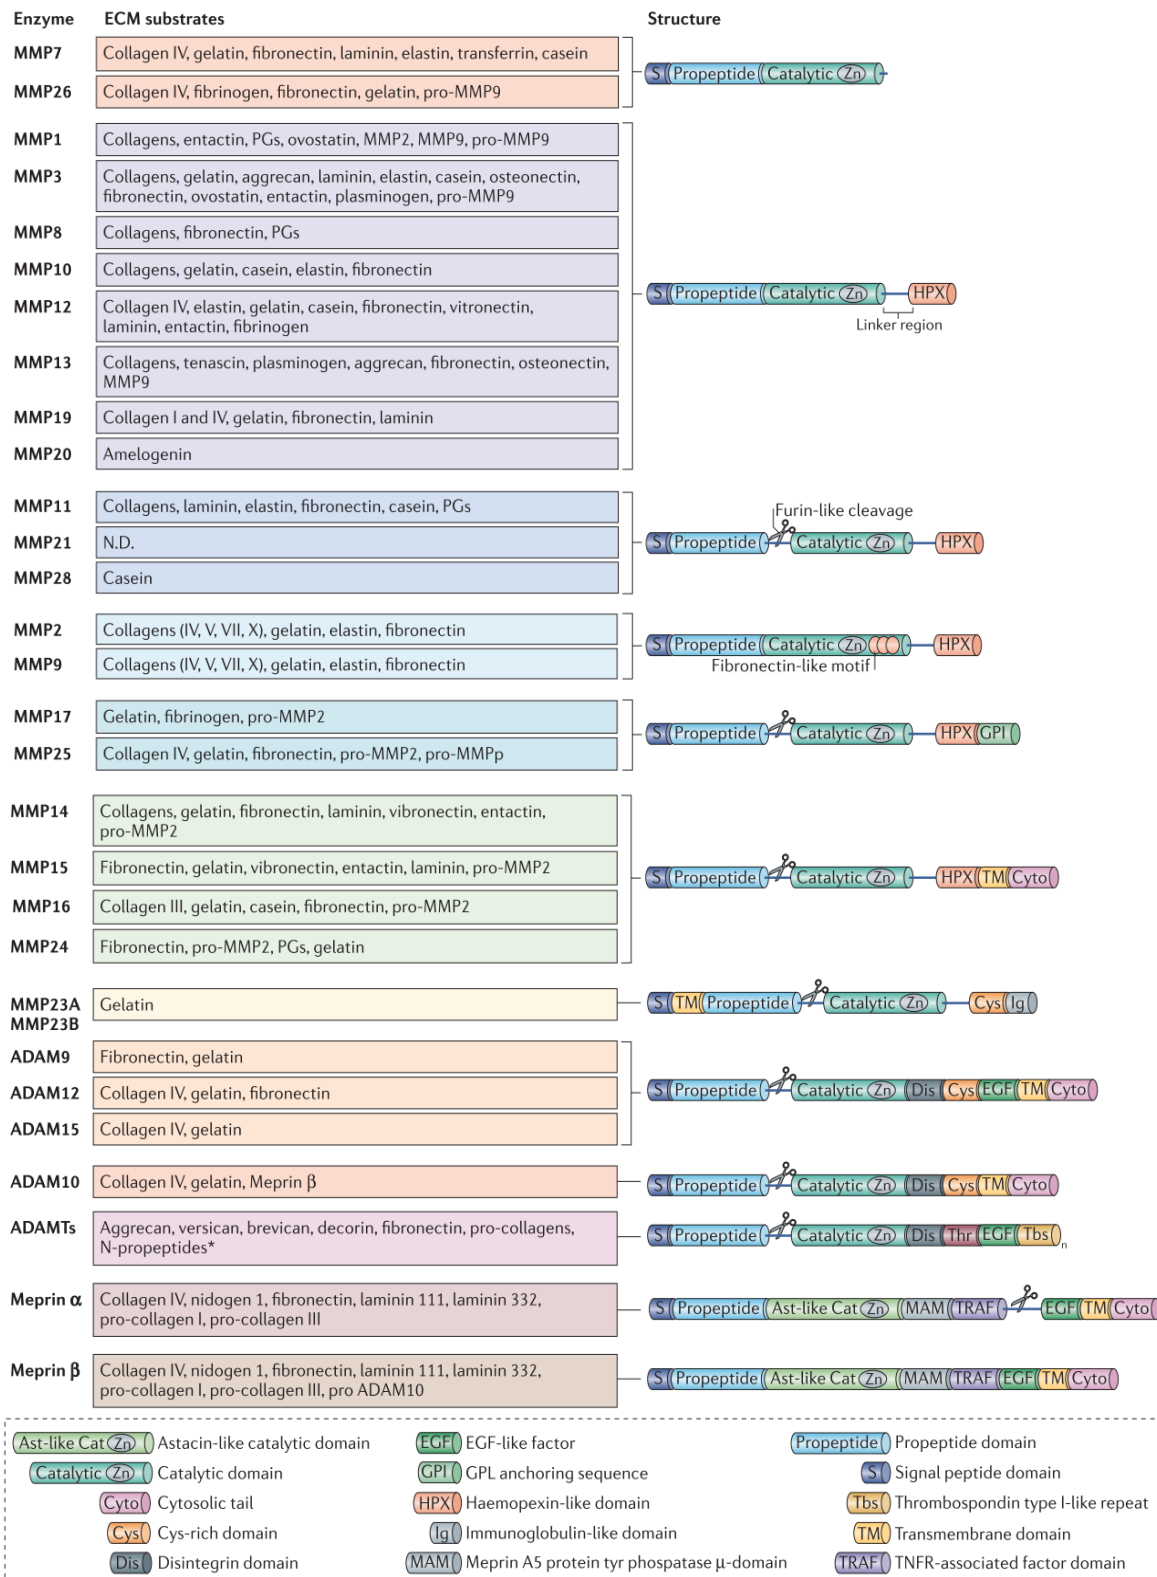 Enzyme ECM substrates Structure
MMP7 Collagen IV, gelatin, fibronectin, laminin, elastin, transferrin, casein
MMP26 Collagen IV, fibrinogen, fibronectin, gelatin, pro-MMP9
S Propeptide Catalytic Zn
MMP1 Collagens, entactin, PGs, ovostatin, MMP2, MMP9, pro-MMP9
MMP3 Collagens, gelatin, aggrecan, laminin, elastin, casein, osteonectin,
fibronectin, ovostatin, entactin, plasminogen, pro-MMP9
MMP8 Collagens, fibronectin, PGs
MMP10 Collagens, gelatin, casein, elastin, fibronectin
MMP12 Collagen IV, elastin, gelatin, casein, fibronectin, vitronectin,
laminin, entactin, fibrinogen
MMP13 Collagens, tenascin, plasminogen, aggrecan, fibronectin, osteonectin,
MMP9
MMP19 Collagen I and IV, gelatin, fibronectin, laminin
MMP20 Amelogenin
S Propeptide Catalytic Zn HPX
Linker region
MMP11 Collagens, laminin, elastin, fibronectin, casein, PGs
MMP21 N.D.
MMP28 Casein
Furin-like cleavage
S Propeptide Catalytic Zn HPX
MMP2 Collagens (IV, V, VII, X), gelatin, elastin, fibronectin
MMP9 Collagens (IV, V, VII, X), gelatin, elastin, fibronectin
S Propeptide Catalytic Zn HPX
Fibronectin-like motif
MMP17 Gelatin, fibrinogen, pro-MMP2
MMP25 Collagen IV, gelatin, fibronectin, pro-MMP2, pro-MMPp
S Propeptide Catalytic Zn HPX GPI
MMP14 Collagens, gelatin, fibronectin, laminin, vibronectin, entactin,
pro-MMP2
MMP15 Fibronectin, gelatin, vibronectin, entactin, laminin, pro-MMP2
MMP16 Collagen III, gelatin, casein, fibronectin, pro-MMP2
MMP24 Fibronectin, pro-MMP2, PGs, gelatin
S Propeptide Catalytic Zn HPX TM Cyto
MMP23A Gelatin
MMP23B
S TM Propeptide Catalytic Zn Cys Ig
ADAM9 Fibronectin, gelatin
ADAM12 Collagen IV, gelatin, fibronectin
ADAM15 Collagen IV, gelatin
S Propeptide Catalytic Zn Dis Cys EGF TM Cyto
ADAM10 Collagen IV, gelatin, Meprin β
S Propeptide Catalytic Zn Dis Cys TM Cyto
ADAMTs Aggrecan, versican, brevican, decorin, fibronectin, pro-collagens,
N-propeptides*
S Propeptide Catalytic Zn Dis Thr EGF Tbs n
Meprin α Collagen IV, nidogen 1, fibronectin, laminin 111, laminin 332,
pro-collagen I, pro-collagen III
S Propeptide Ast-like Cat Zn MAM TRAF EGF TM Cyto
Meprin β Collagen IV, nidogen 1, fibronectin, laminin 111, laminin 332,
pro-collagen I, pro-collagen III, pro ADAM10
S Propeptide Ast-like Cat Zn MAM TRAF EGF TM Cyto
Ast-like Cat Zn Astacin-like catalytic domain
Catalytic Zn Catalytic domain
Cyto Cytosolic tail
Cys Cys-rich domain
Dis Disintegrin domain
EGF EGF-like factor
GPI GPL anchoring sequence
HPX Haemopexin-like domain
Ig Immunoglobulin-like domain
MAM Meprin A5 protein tyr phospatase μ-domain
Propeptide Propeptide domain
S Signal peptide domain
Tbs Thrombospondin type I-like repeat
TM Transmembrane domain
TRAF TNFR-associated factor domain